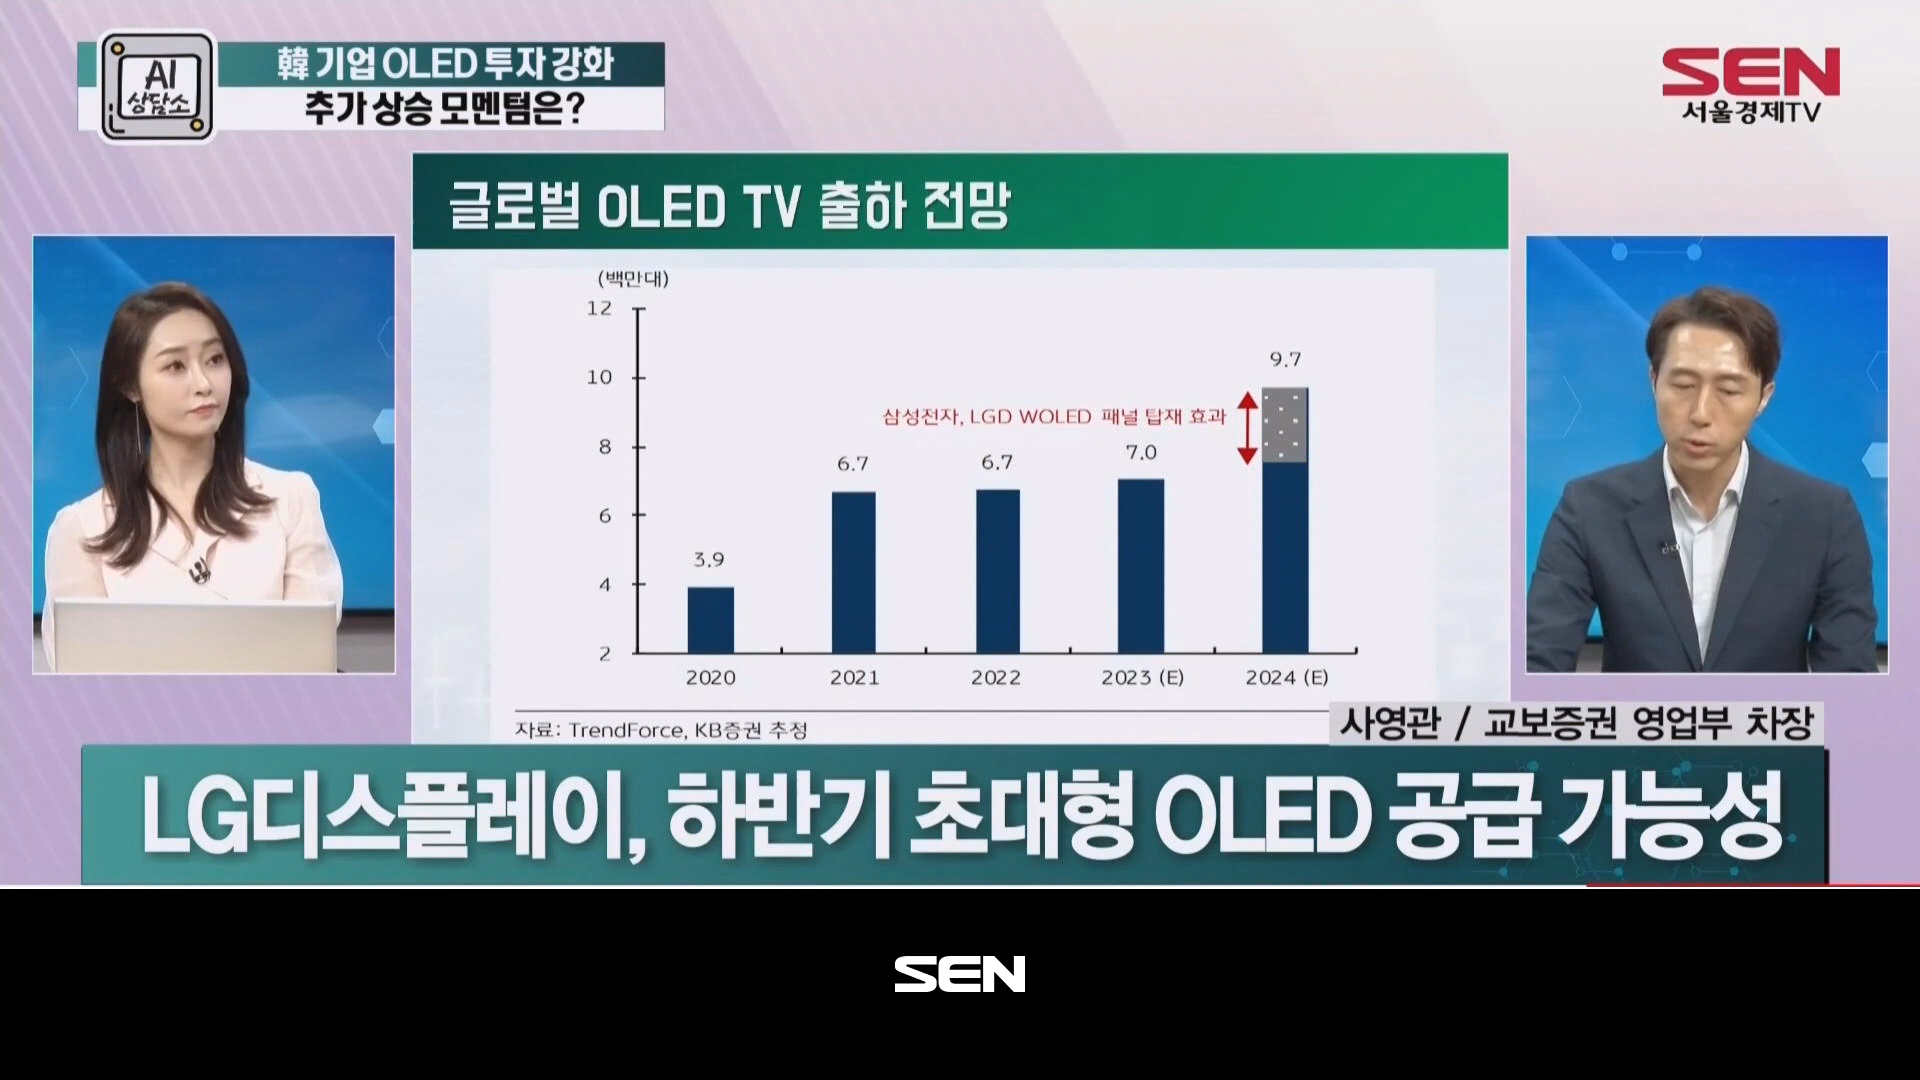 AI
상담소
韓 기업 OLED 투자 강화
추가 상승 모멘텀은?
SEN
서울경제TV
글로벌 OLED TV 출하 전망
(백만대)
12
10
8
6
4
2
3.9
6.7
6.7
7.0
9.7
삼성전자, LGD WOLED 패널 탑재 효과
2020
2021
2022
2023 (E)
2024 (E)
자료: TrendForce, KB증권 추정
사영관 / 교보증권 영업부 차장
LG디스플레이, 하반기 초대형 OLED 공급 가능성
SEN